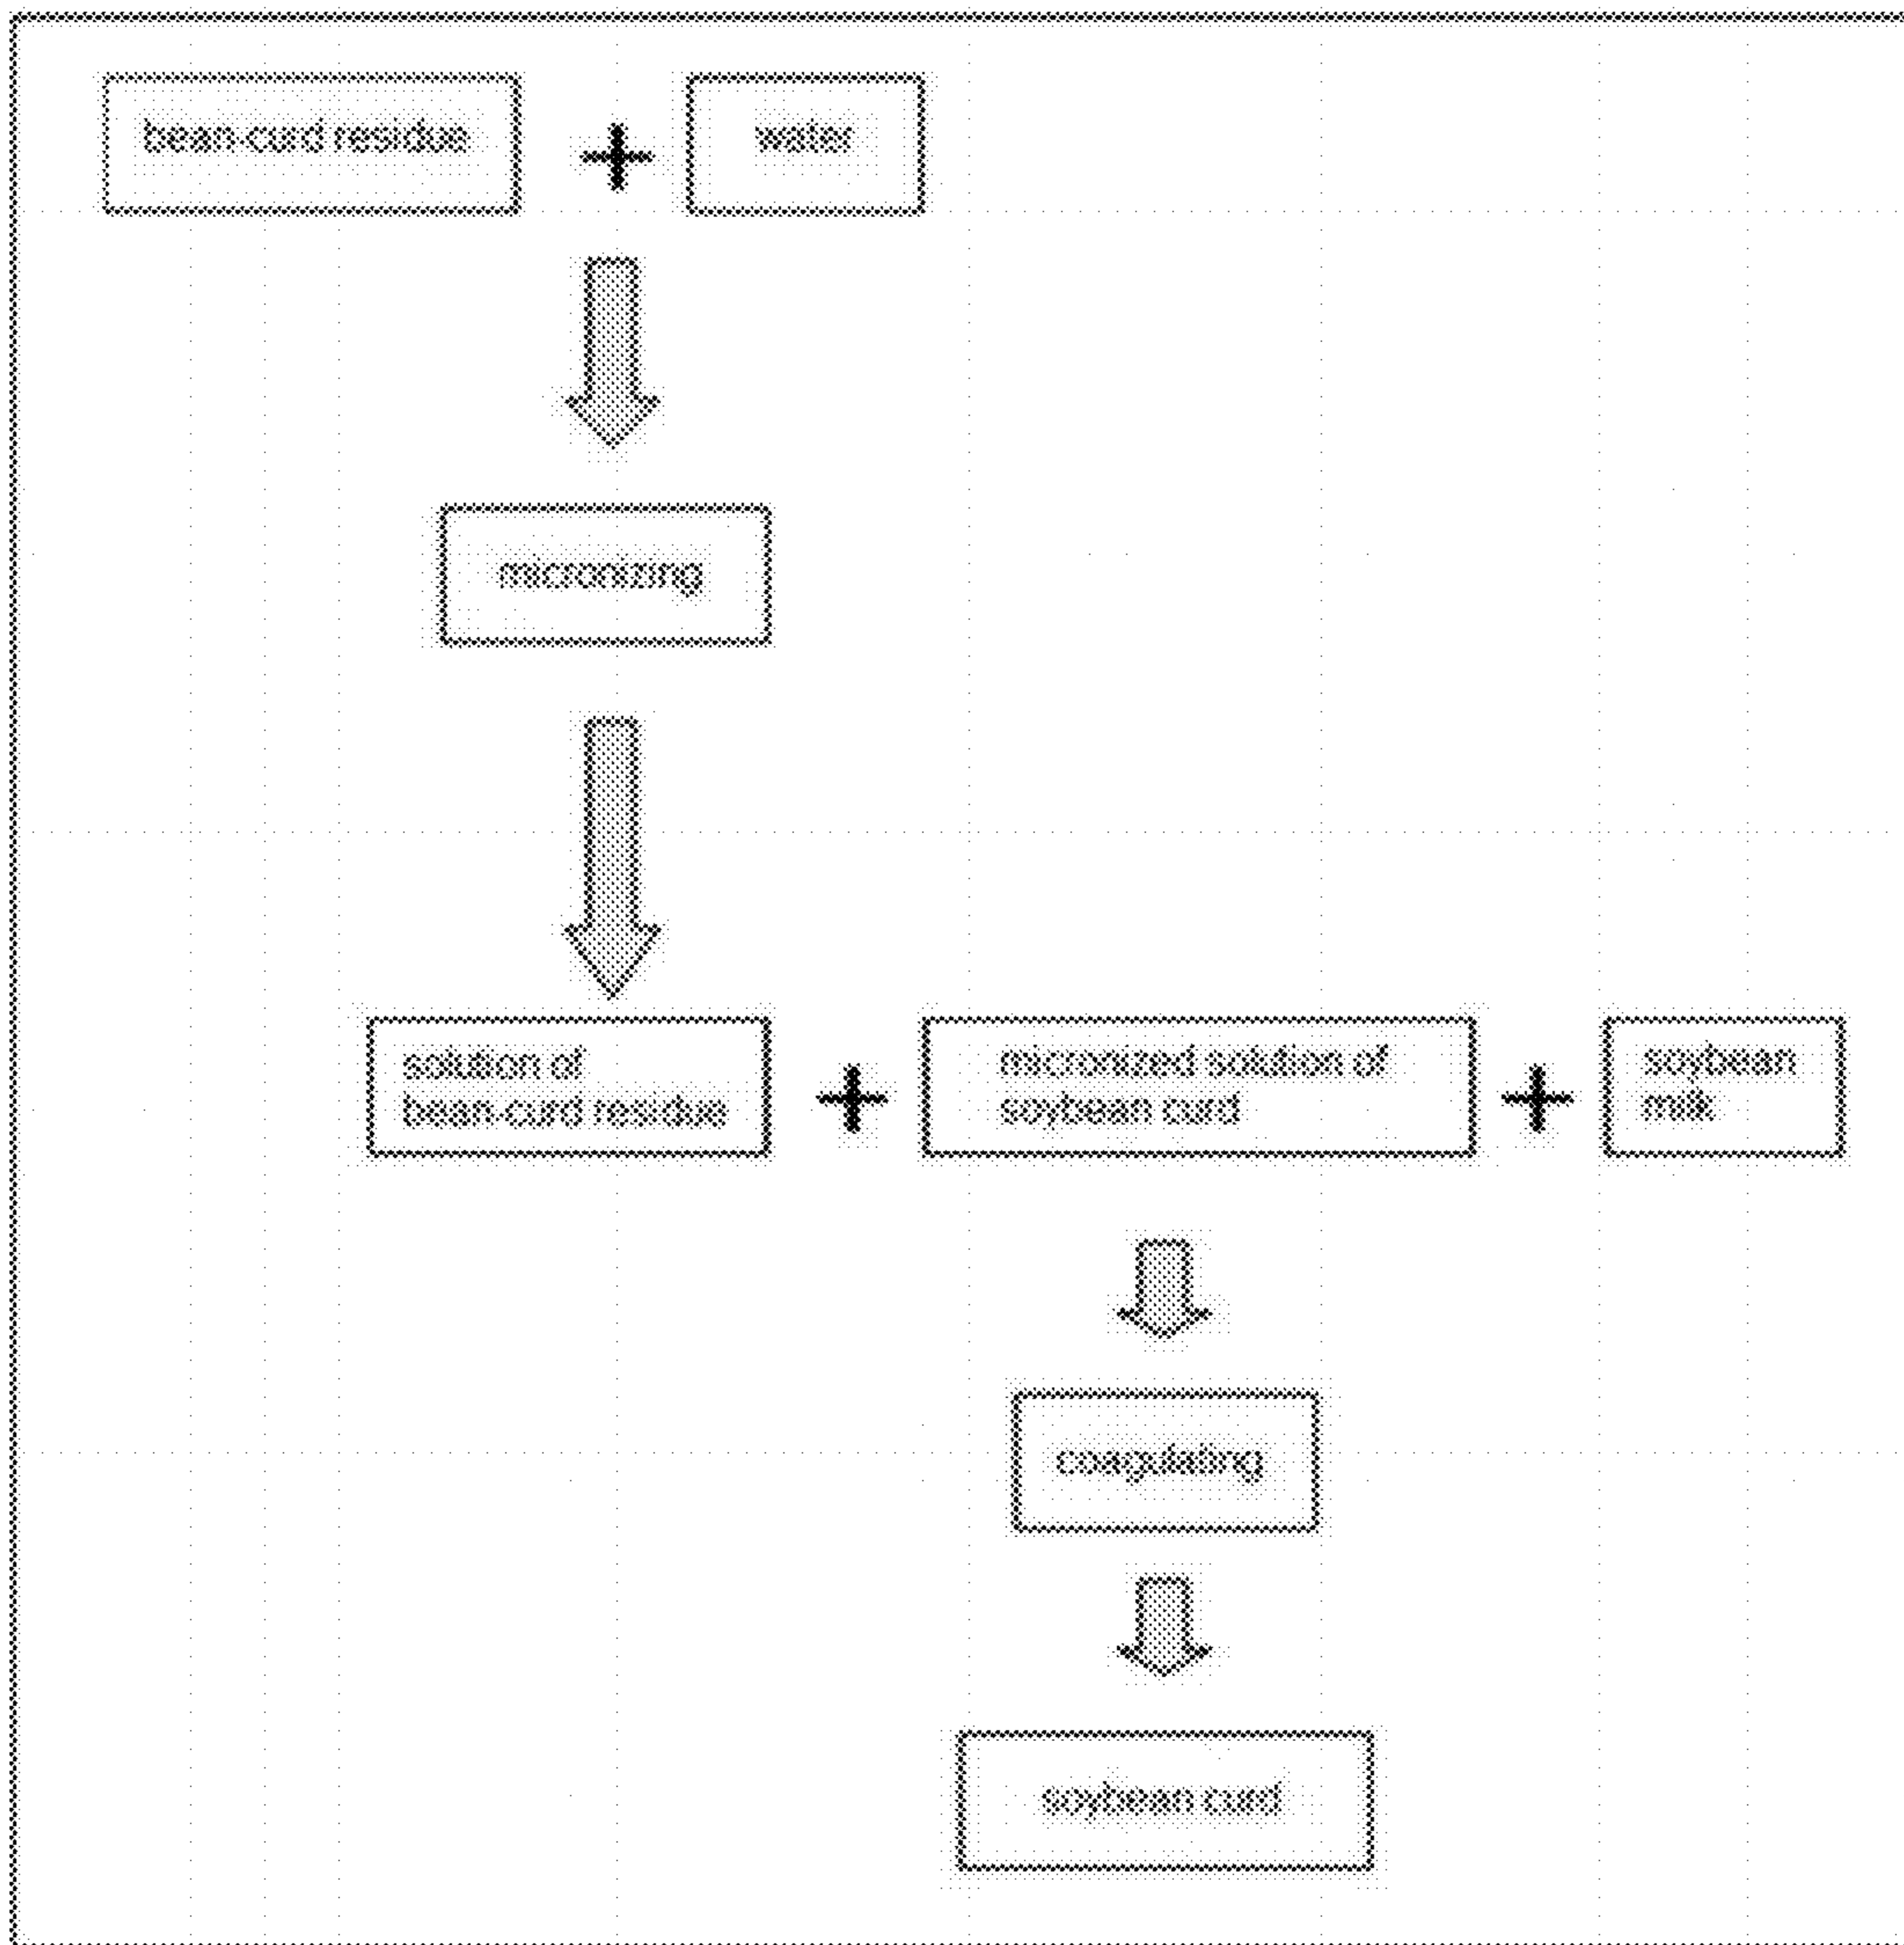 bean-curd residue + water
micronizing
solution of
bean-curd residue
+
micronized solution of
soybean curd
+
soybean
milk
coagulating
soybean curd